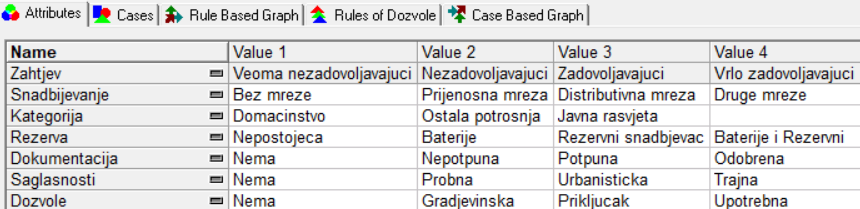 Attributes Cases Rule Based Graph Rules of Dozvole Case Based Graph
Name Value 1 Value 2 Value 3 Value 4
Zahtjev Veoma nezadovoljavajuci Nezadovoljavajuci Zadovoljavajuci Vrlo zadovoljavajuci
Snadbijevanje Bez mreze Prijenosna mreza Distributivna mreza Druge mreze
Kategorija Domacinstvo Ostala potrosnja Javna rasvjeta
Rezerva Nepostojeca Baterije Rezervni snadbjevac Baterije i Rezervni
Dokumentacija Nema Nepotpuna Potpuna Odobrena
Saglasnosti Nema Probna Urbanisticka Trajna
Dozvole Nema Gradjevinska Prikljucak Upotrebna